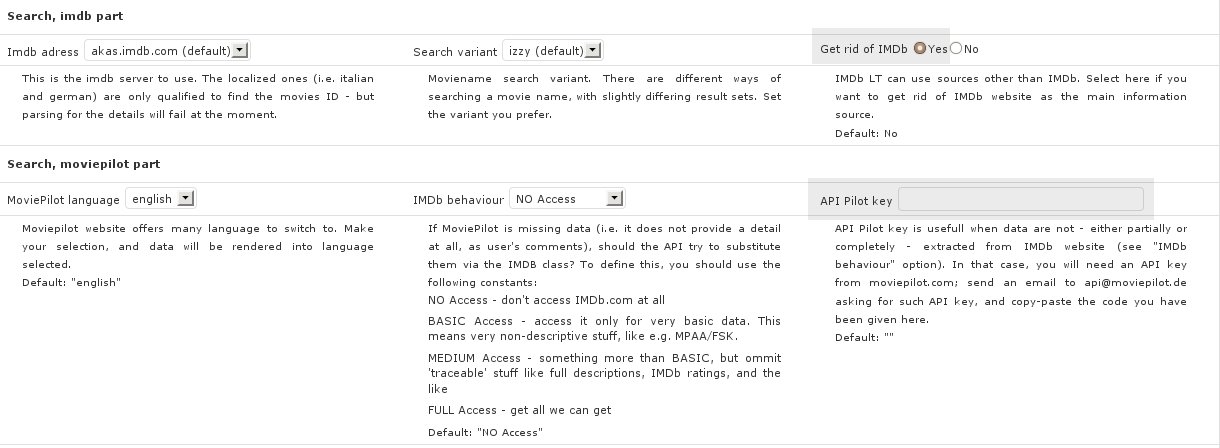 Search, imdb part
Imdb adress akas.imdb.com (default)
This is the imdb server to use. The localized ones (i.e. italian
and german) are only qualified to find the movies ID - but
parsing for the details will fail at the moment.
Search variant izzy (default)
Moviename search variant. There are different ways of
searching a movie name, with slightly differing result sets. Set
the variant you prefer.
Get rid of IMDb Yes No
IMDb LT can use sources other than IMDb. Select here if you
want to get rid of IMDb website as the main information
source.
Default: No
Search, moviepilot part
MoviePilot language english
Moviepilot website offers many language to switch to. Make
your selection, and data will be rendered into language
selected.
Default: "english"
IMDb behaviour NO Access
If MoviePilot is missing data (i.e. it does not provide a detail
at all, as user's comments), should the API try to substitute
them via the IMDB class? To define this, you should use the
following constants:
NO Access - don't access IMDb.com at all
BASIC Access - access it only for very basic data. This
means very non-descriptive stuff, like e.g. MPAA/FSK.
MEDIUM Access - something more than BASIC, but ommit
'traceable' stuff like full descriptions, IMDb ratings, and the
like
FULL Access - get all we can get
Default: "NO Access"
API Pilot key
API Pilot key is usefull when data are not - either partially or
completely - extracted from IMDb website (see "IMDb
behaviour" option). In that case, you will need an API key
from moviepilot.com; send an email to api@moviepilot.de
asking for such API key, and copy-paste the code you have
been given here.
Default: ""